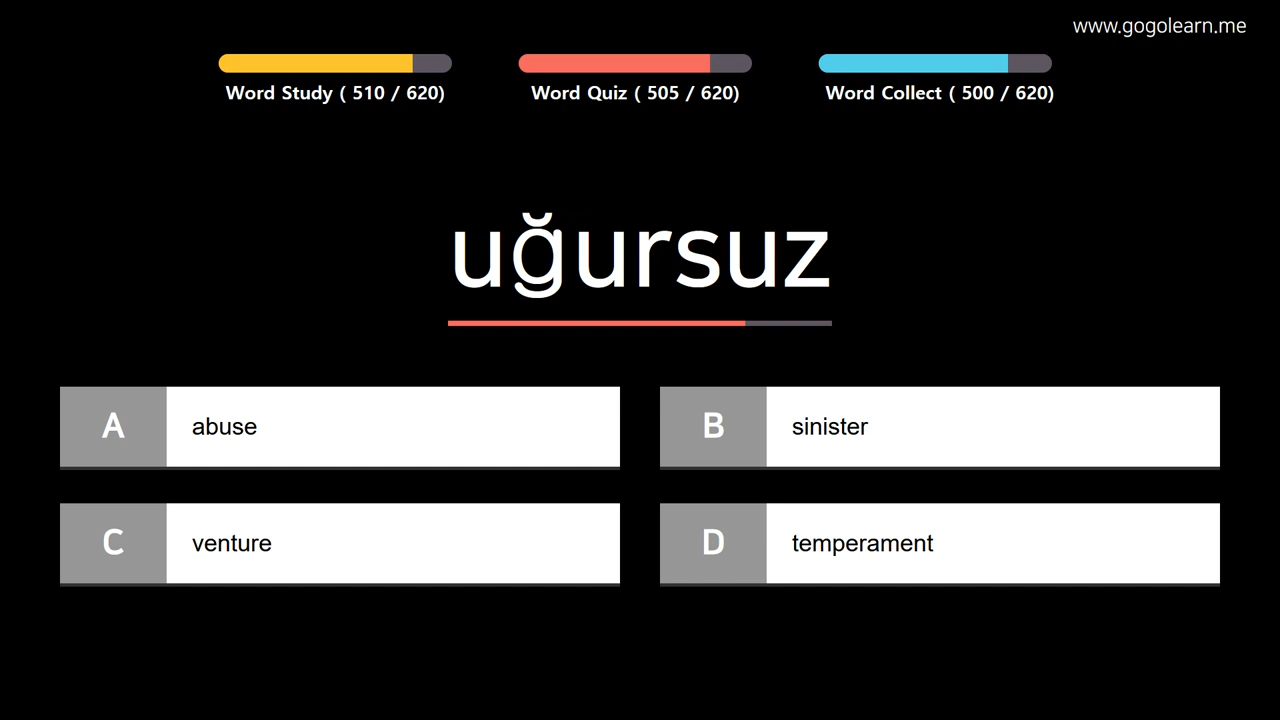 www.gogolearn.me
Word Study ( 510 / 620)
Word Quiz ( 505 / 620)
Word Collect ( 500 / 620)
uğursuz
A abuse
B sinister
C venture
D temperament